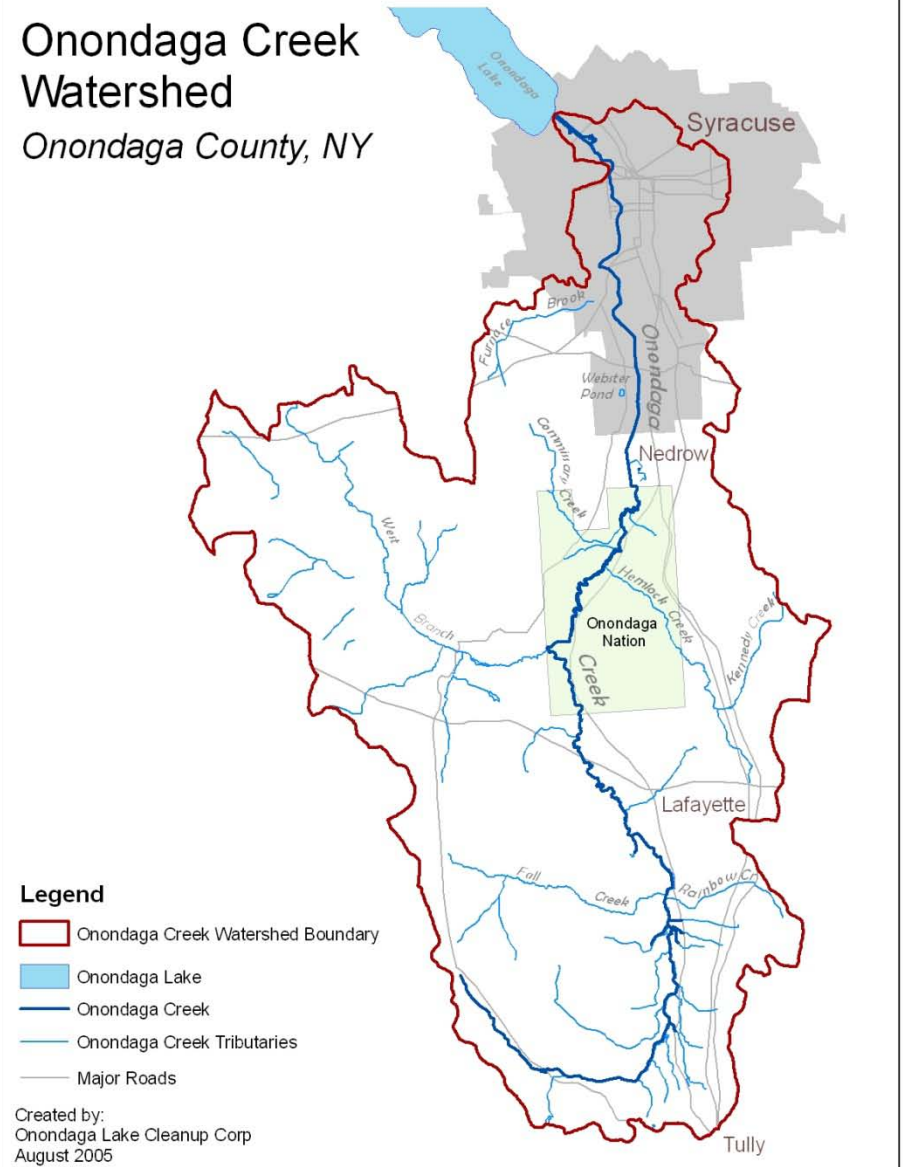 Onondaga Creek
Watershed
Onondaga County, NY
Onondaga
Lake
Syracuse
Furnace Brook
Onondaga
Webster
Pond
Commissary Creek
Nedrow
West
Branch
Hemlock Creek
Onondaga
Nation
Kennedy Creek
Creek
Lafayette
Fall
Creek
Rainbow Cr
Tully
Legend
Onondaga Creek Watershed Boundary
Onondaga Lake
Onondaga Creek
Onondaga Creek Tributaries
Major Roads
Created by:
Onondaga Lake Cleanup Corp
August 2005